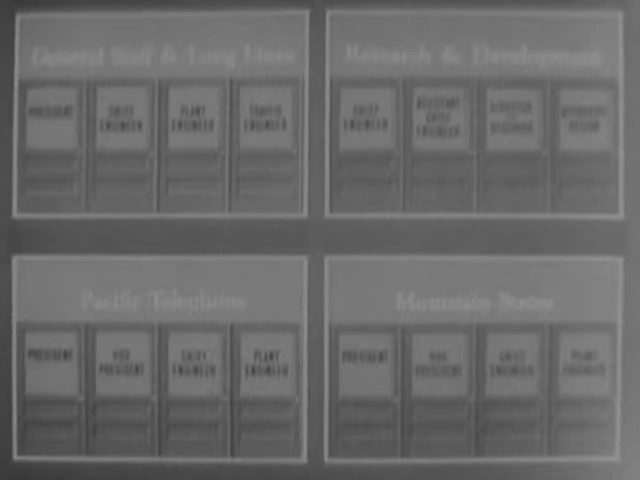 General Staff & Long Lines
PRESIDENT
CHIEF
ENGINEER
PLANT
ENGINEER
TRAFFIC
ENGINEER
Research & Development
CHIEF
ENGINEER
ASSISTANT
CHIEF
ENGINEER
DIRECTOR
OF
RESEARCH
Pacific Telephone
PRESIDENT
VICE
PRESIDENT
CHIEF
ENGINEER
PLANT
ENGINEER
Mountain States
PRESIDENT
VICE
PRESIDENT
CHIEF
ENGINEER
PLANT
ENGINEER